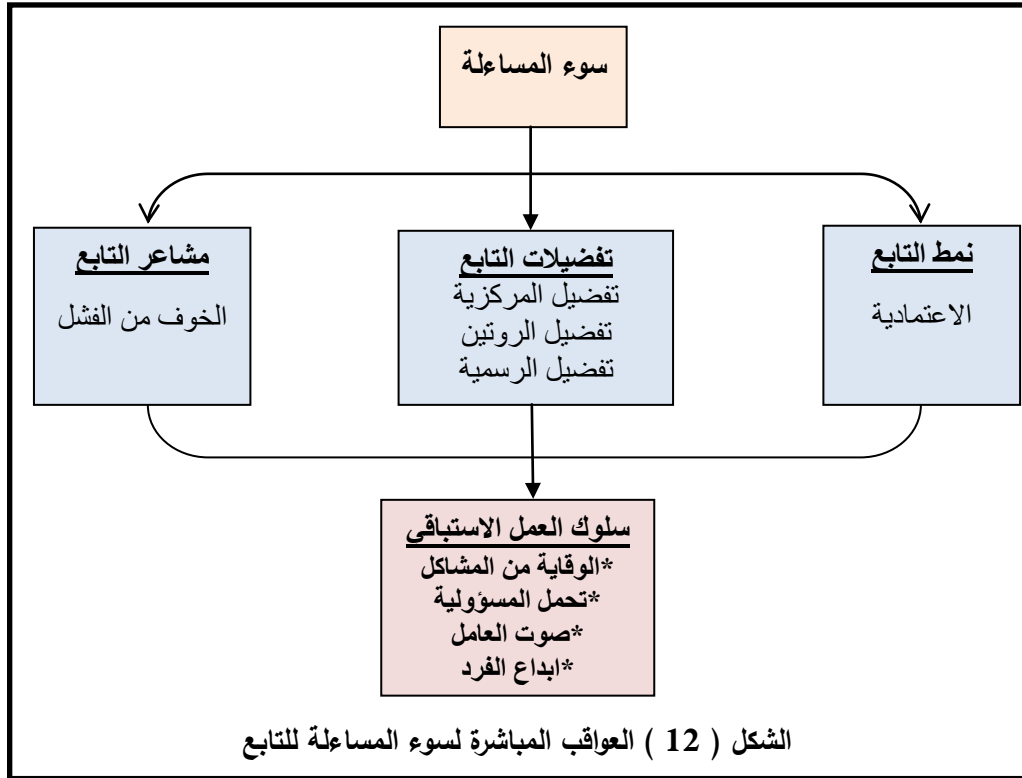 سوء المساءلة
نمط التابع
الاعتمادية
تفضيلات التابع
تفضيل المركزية
تفضيل الروتين
تفضيل الرسمية
مشاعر التابع
الخوف من الفشل
سلوك العمل الاستباقي
*الوقاية من المشاكل
*تحمل المسؤولية
*صوت العامل
*ابداع الفرد
الشكل ( 12 ) العواقب المباشرة لسوء المساءلة للتابع